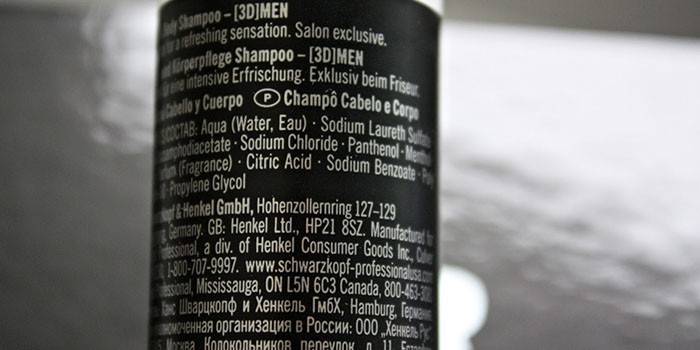 Body Shampoo – [3D]MEN
for a refreshing sensation. Salon exclusive.
Körperpflege Shampoo – [3D]MEN
für eine intensive Erfrischung. Exklusiv beim Friseur.
Cabello y Cuerpo (P) Champô Cabelo e Corpo
/СОСТАВ: Aqua (Water, Eau) · Sodium Laureth Sulfate
· Sodium Chloride · Panthenol · Menthol
(Fragrance) · Citric Acid · Sodium Benzoate ·
· Propylene Glycol
& Henkel GmbH, Hohenzollernring 127–129
Germany. GB: Henkel Ltd., HP21 8SZ. Manufactured for
a div. of Henkel Consumer Goods Inc., Culver
1-800-707-9997. www.schwarzkopf-professionalusa.com
Mississauga, ON L5N 6C3 Canada, 800-463-
Ханс Шварцкопф и Хенкель ГмбХ, Hamburg, Германия
организация в России: ООО „Хенкель Рус“
Москва, Колокольников переулок, д. 11